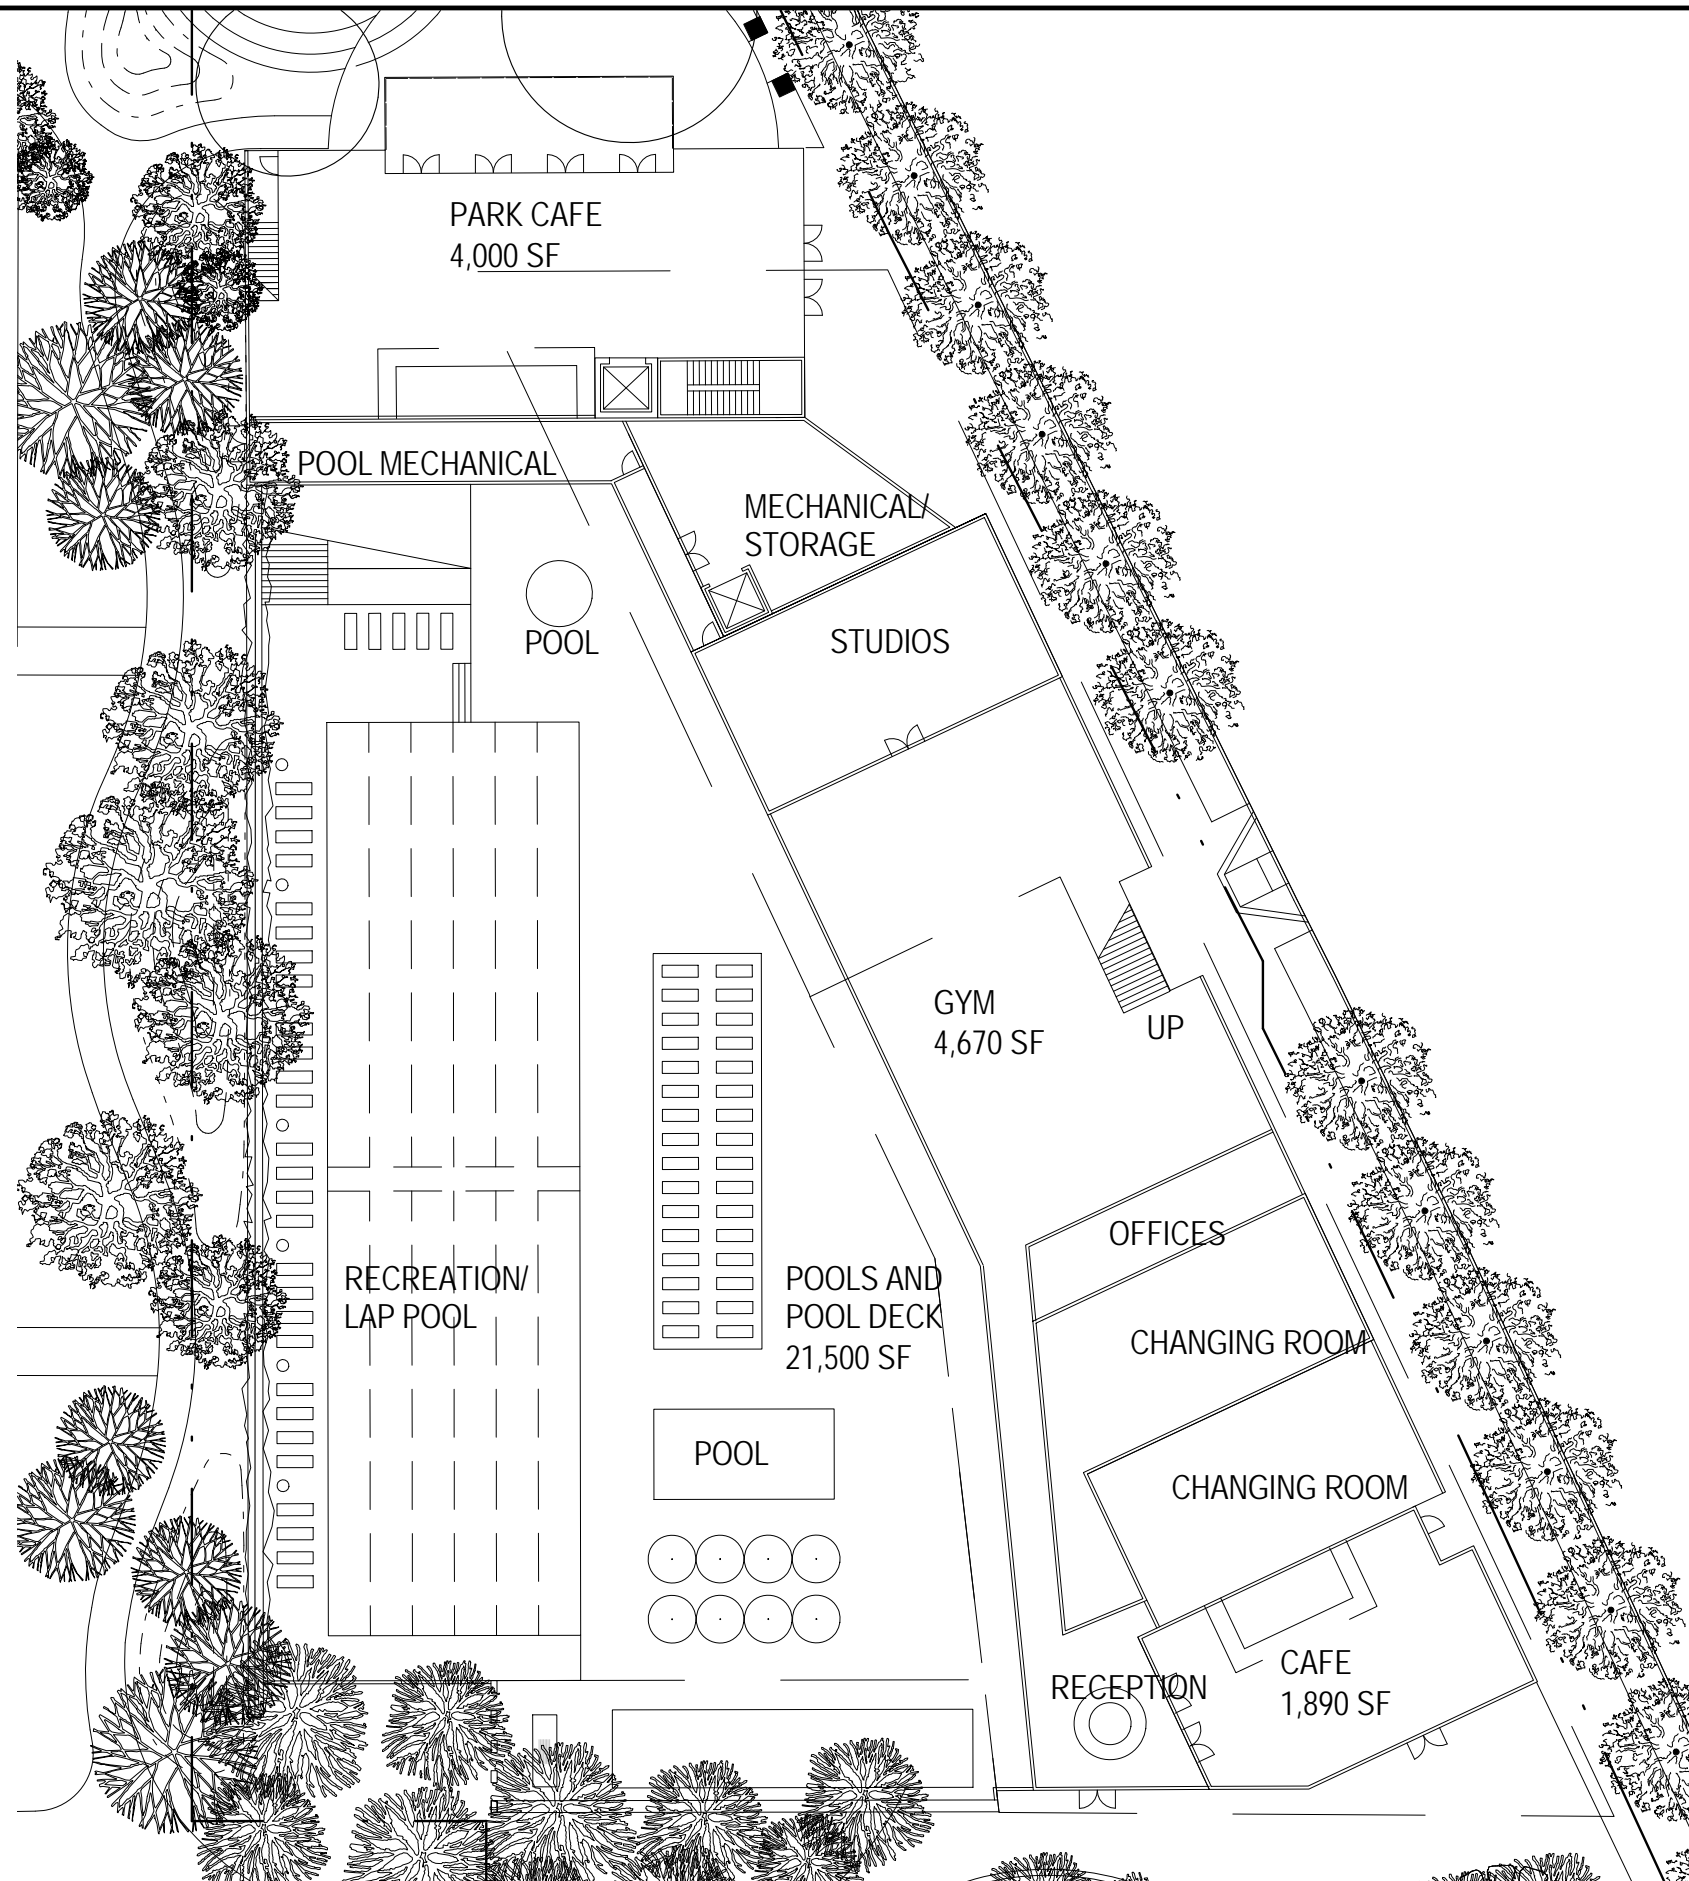 PARK CAFE
4,000 SF
POOL MECHANICAL
MECHANICAL/
STORAGE
POOL
STUDIOS
GYM
4,670 SF
UP
OFFICES
RECREATION/
LAP POOL
POOLS AND
POOL DECK
21,500 SF
CHANGING ROOM
POOL
CHANGING ROOM
RECEPTION
CAFE
1,890 SF